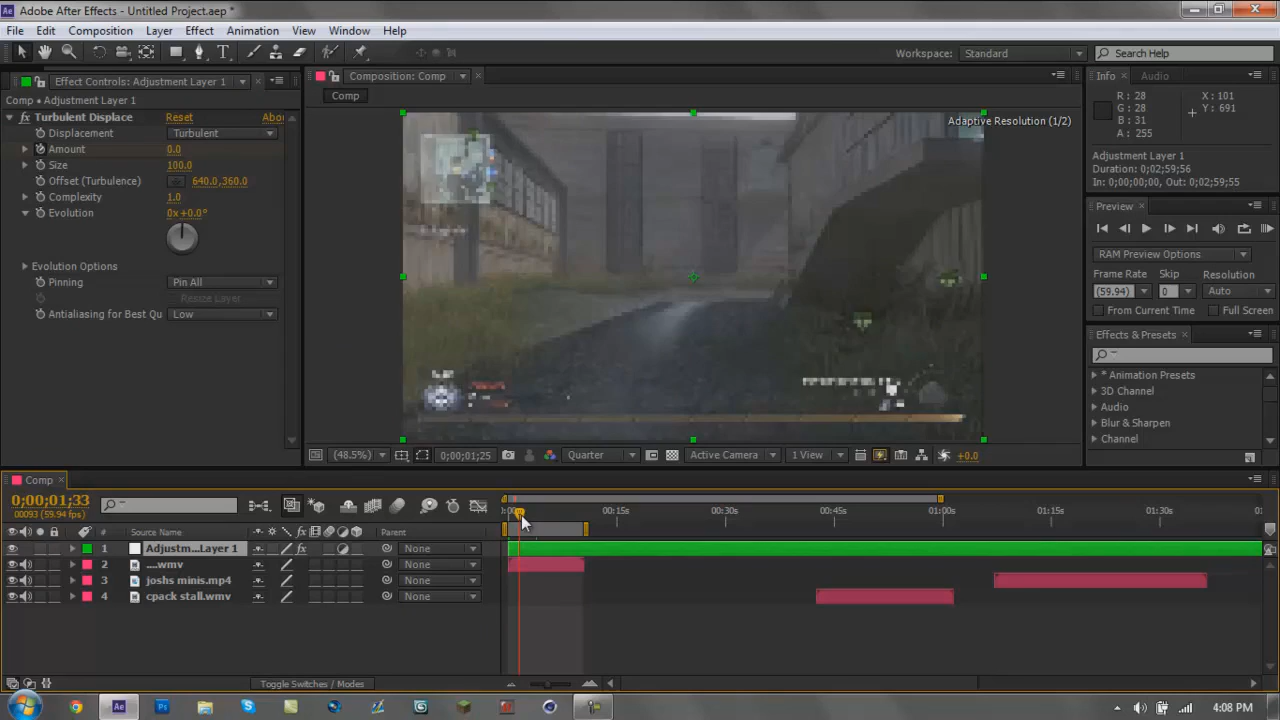 Adobe After Effects - Untitled Project.aep *
File Edit Composition Layer Effect Animation View Window Help
Workspace: Standard
Search Help
Effect Controls: Adjustment Layer 1
Comp • Adjustment Layer 1
fx Turbulent Displace Reset Abou
Displacement Turbulent
Amount 0.0
Size 100.0
Offset (Turbulence) 640.0,360.0
Complexity 1.0
Evolution 0x+0.0°
Evolution Options
Pinning Pin All
Resize Layer
Antialiasing for Best Qu Low
Composition: Comp
Comp
Adaptive Resolution (1/2)
(48.5%) 0;00;01;25 Quarter Active Camera 1 View +0.0
Info Audio
R : 28 X : 101
G : 28 Y : 691
B : 31
A : 255
Adjustment Layer 1
Duration: 0;02;59;56
In: 0;00;00;00, Out: 0;02;59;55
Preview
RAM Preview Options
Frame Rate Skip Resolution
(59.94) 0 Auto
From Current Time Full Screen
Effects & Presets
* Animation Presets
3D Channel
Audio
Blur & Sharpen
Channel
Comp
0;00;01;33
00093 (59.94 fps)
:00s 00:15s 00:30s 00:45s 01:00s 01:15s 01:30s
# Source Name Parent
1 Adjustm...Layer 1 None
2 ....wmv None
3 joshs minis.mp4 None
4 cpack stall.wmv None
Toggle Switches / Modes
4:08 PM